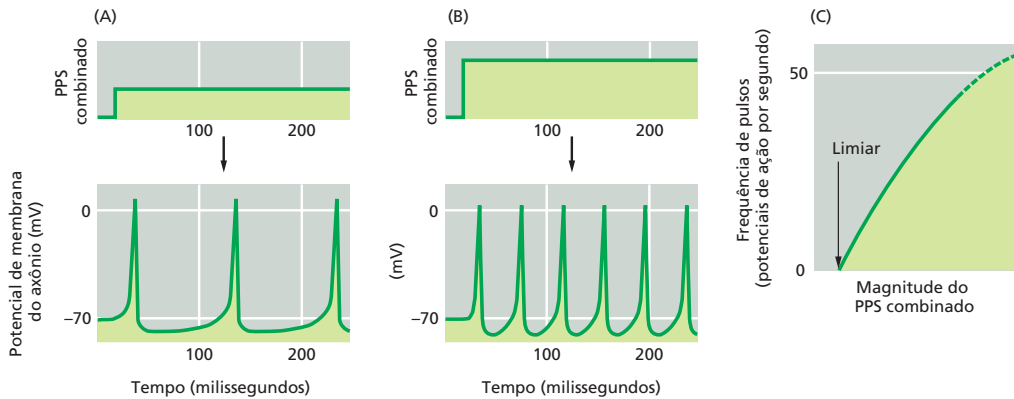 (A)
PPS
combinado
100
200
0
–70
Potencial de membrana
do axônio (mV)
100
200
Tempo (milissegundos)
(B)
PPS
combinado
100
200
0
(mV)
–70
100
200
Tempo (milissegundos)
(C)
50
Limiar
0
Frequência de pulsos
(potenciais de ação por segundo)
Magnitude do
PPS combinado